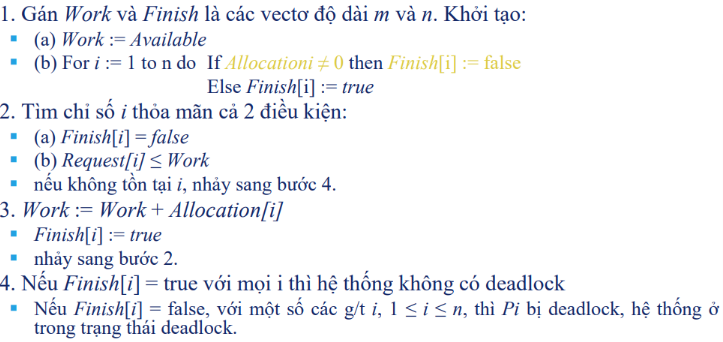 1. Gán Work và Finish là các vectơ độ dài m và n. Khởi tạo:
▪ (a) Work := Available
▪ (b) For i := 1 to n do If Allocationi ≠ 0 then Finish[i] := false
Else Finish[i] := true
2. Tìm chỉ số i thỏa mãn cả 2 điều kiện:
▪ (a) Finish[i] = false
▪ (b) Request[i] ≤ Work
▪ nếu không tồn tại i, nhảy sang bước 4.
3. Work := Work + Allocation[i]
▪ Finish[i] := true
▪ nhảy sang bước 2.
4. Nếu Finish[i] = true với mọi i thì hệ thống không có deadlock
▪ Nếu Finish[i] = false, với một số các g/t i, 1 ≤ i ≤ n, thì Pi bị deadlock, hệ thống ở
trong trạng thái deadlock.